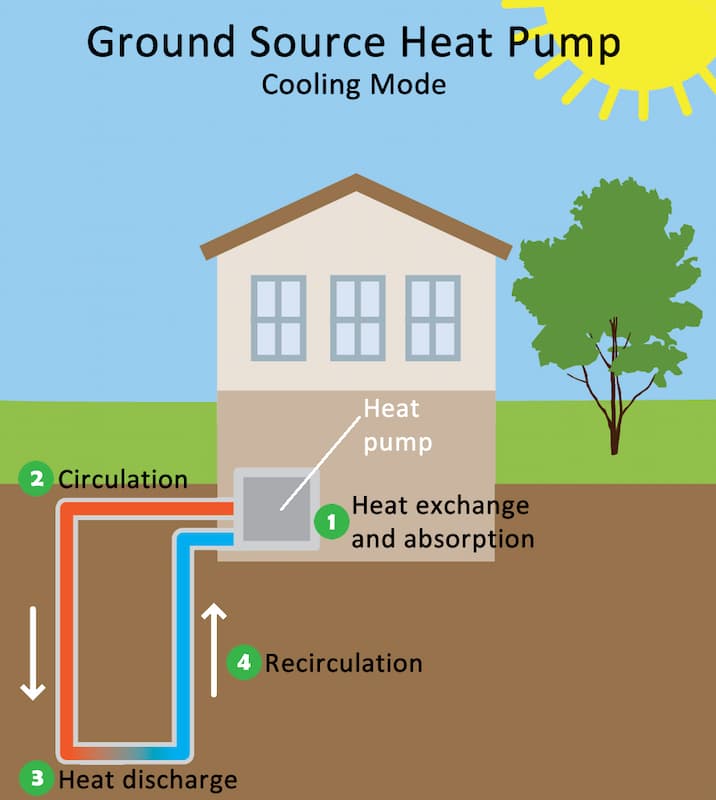 Ground Source Heat Pump
Cooling Mode
Heat
pump
2 Circulation
1 Heat exchange
and absorption
4 Recirculation
3 Heat discharge